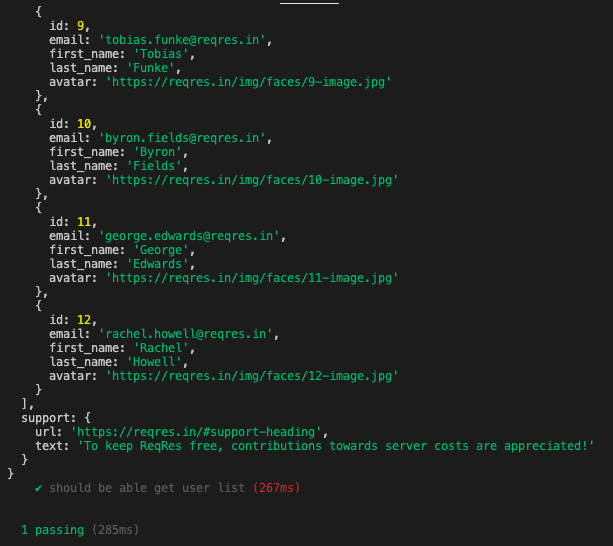 {
id: 9,
email: 'tobias.funke@reqres.in',
first_name: 'Tobias',
last_name: 'Funke',
avatar: 'https://reqres.in/img/faces/9-image.jpg'
},
{
id: 10,
email: 'byron.fields@reqres.in',
first_name: 'Byron',
last_name: 'Fields',
avatar: 'https://reqres.in/img/faces/10-image.jpg'
},
{
id: 11,
email: 'george.edwards@reqres.in',
first_name: 'George',
last_name: 'Edwards',
avatar: 'https://reqres.in/img/faces/11-image.jpg'
},
{
id: 12,
email: 'rachel.howell@reqres.in',
first_name: 'Rachel',
last_name: 'Howell',
avatar: 'https://reqres.in/img/faces/12-image.jpg'
}
],
support: {
url: 'https://reqres.in/#support-heading',
text: 'To keep ReqRes free, contributions towards server costs are appreciated!'
}
}
✔ should be able get user list (267ms)
1 passing (285ms)